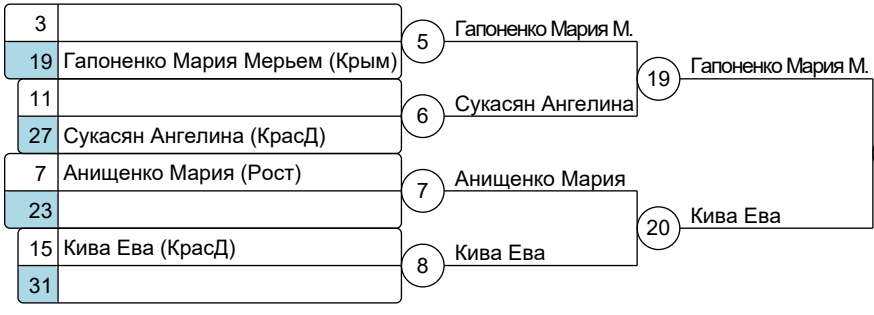 3
19 Гапоненко Мария Мерьем (Крым)
5
Гапоненко Мария М.
11
27 Сукасян Ангелина (КрасД)
6
Сукасян Ангелина
19
Гапоненко Мария М.
7 Анищенко Мария (Рост)
23
7
Анищенко Мария
15 Кива Ева (КрасД)
31
8
Кива Ева
20
Кива Ева